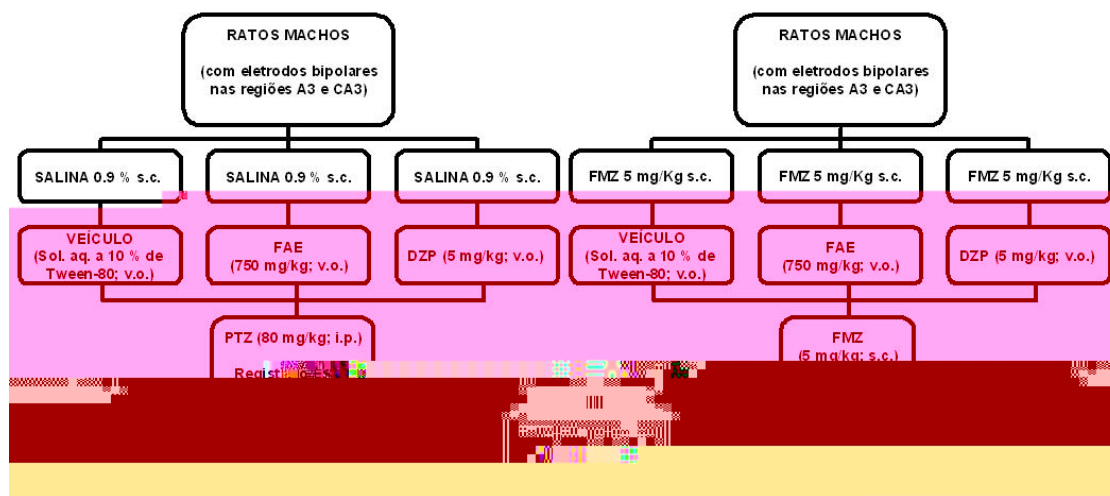 RATOS MACHOS
(com eletrodos bipolares
nas regiões A3 e CA3)
RATOS MACHOS
(com eletrodos bipolares
nas regiões A3 e CA3)
SALINA 0.9 % s.c.
SALINA 0.9 % s.c.
SALINA 0.9 % s.c.
FMZ 5 mg/Kg s.c.
FMZ 5 mg/Kg s.c.
FMZ 5 mg/Kg s.c.
VEÍCULO
(Sol. aq. a 10 % de
Tween-80; v.o.)
FAE
(750 mg/kg; v.o.)
DZP (5 mg/kg; v.o.)
VEÍCULO
(Sol. aq. a 10 % de
Tween-80; v.o.)
FAE
(750 mg/kg; v.o.)
DZP (5 mg/kg; v.o.)
PTZ (80 mg/kg; i.p.)
FMZ
(5 mg/kg; s.c.)